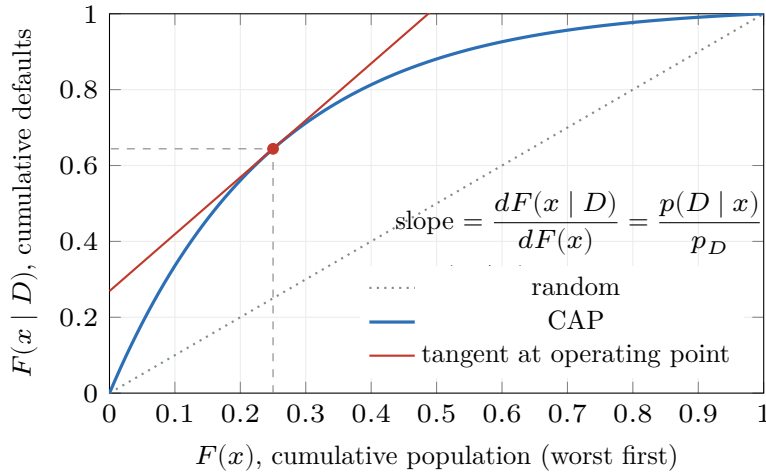 1
0.8
0.6
0.4
0.2
0
0 0.1 0.2 0.3 0.4 0.5 0.6 0.7 0.8 0.9 1
F(x | D), cumulative defaults
F(x), cumulative population (worst first)
slope = dF(x | D) / dF(x) = p(D | x) / p_D
random
CAP
tangent at operating point